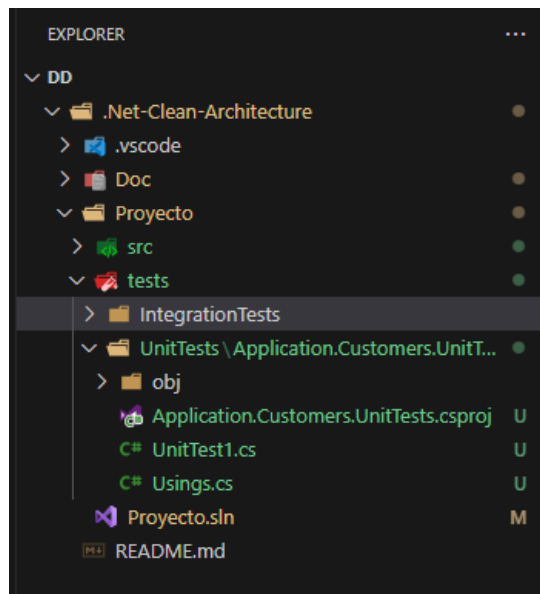 EXPLORER ...
DD
.Net-Clean-Architecture
.vscode
Doc
Proyecto
src
tests
IntegrationTests
UnitTests\Application.Customers.UnitT...
obj
Application.Customers.UnitTests.csproj U
C# UnitTest1.cs U
C# Usings.cs U
Proyecto.sln M
M↓ README.md